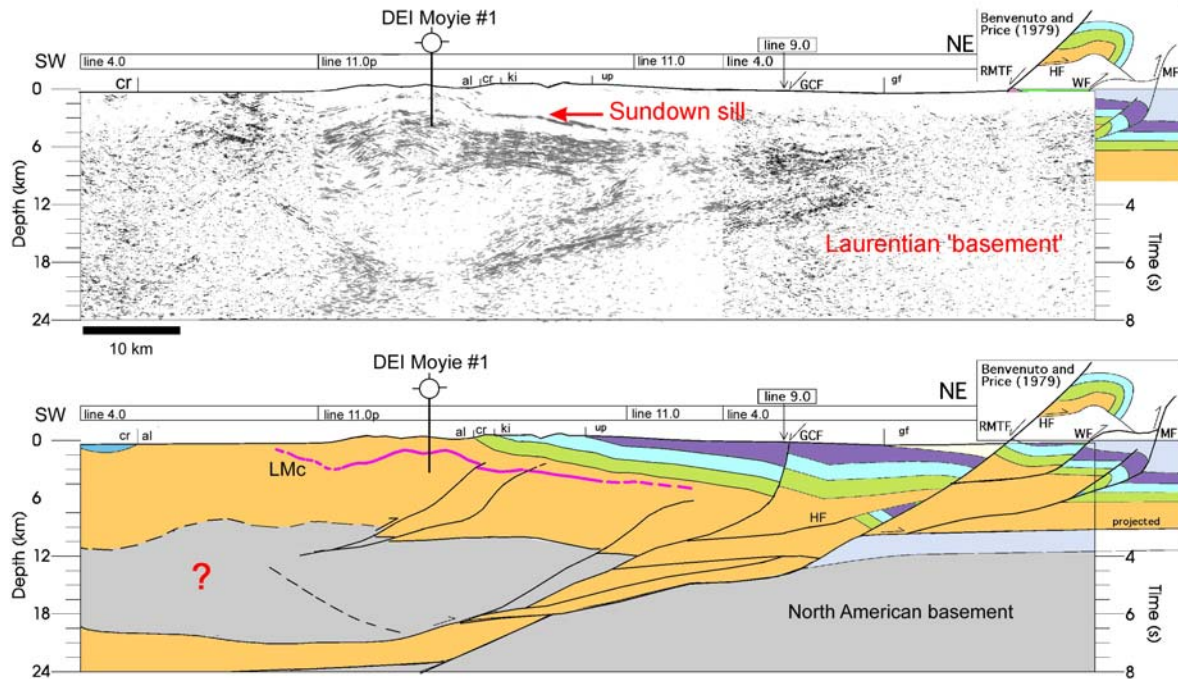 DEI Moyie #1
Benvenuto and
Price (1979)
SW
NE
line 9.0
line 4.0
line 11.0p
line 11.0
line 4.0
cr
al
cr
ki
up
GCF
gf
RMTF
HF
WF
MF
Sundown sill
Laurentian 'basement'
Depth (km)
0
6
12
18
24
Time (s)
4
6
8
10 km
DEI Moyie #1
Benvenuto and
Price (1979)
SW
NE
line 9.0
line 4.0
line 11.0p
line 11.0
line 4.0
cr
al
al
cr
ki
up
GCF
gf
RMTF
HF
WF
MF
LMc
HF
projected
?
North American basement
Depth (km)
0
6
12
18
24
Time (s)
4
6
8